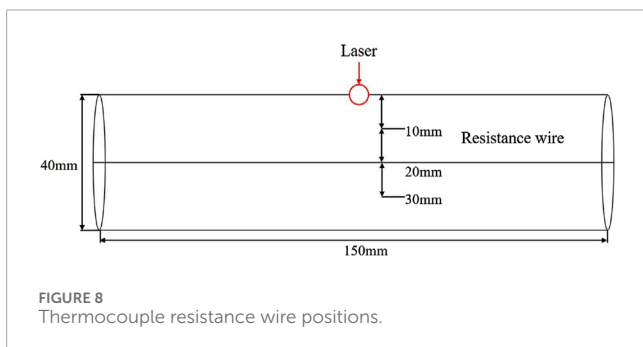 Laser
10mm
Resistance wire
40mm
20mm
30mm
150mm
FIGURE 8
Thermocouple resistance wire positions.